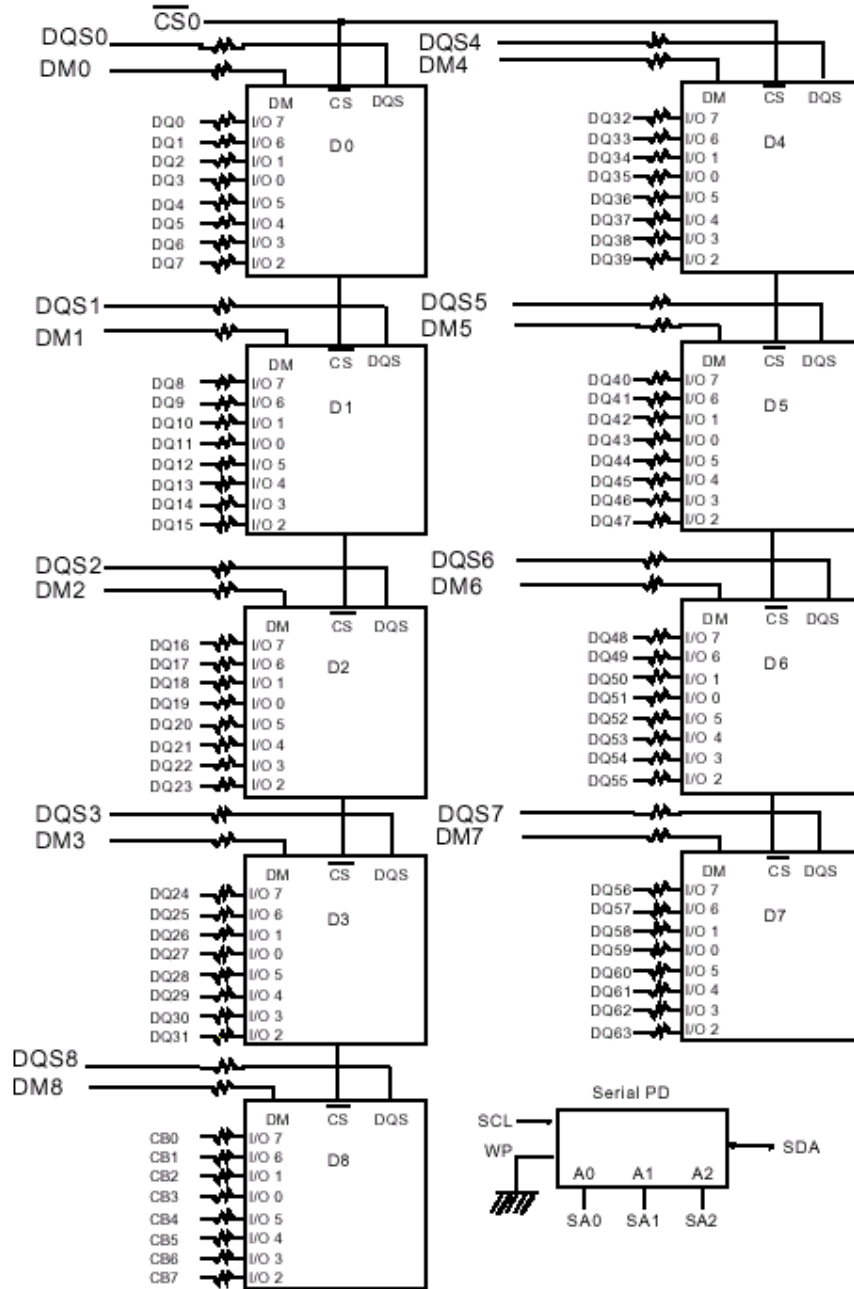 CS0
DQS0
DM0
DM CS DQS
D0
DQ0 I/O 7
DQ1 I/O 6
DQ2 I/O 1
DQ3 I/O 0
DQ4 I/O 5
DQ5 I/O 4
DQ6 I/O 3
DQ7 I/O 2
DQS1
DM1
DM CS DQS
D1
DQ8 I/O 7
DQ9 I/O 6
DQ10 I/O 1
DQ11 I/O 0
DQ12 I/O 5
DQ13 I/O 4
DQ14 I/O 3
DQ15 I/O 2
DQS2
DM2
DM CS DQS
D2
DQ16 I/O 7
DQ17 I/O 6
DQ18 I/O 1
DQ19 I/O 0
DQ20 I/O 5
DQ21 I/O 4
DQ22 I/O 3
DQ23 I/O 2
DQS3
DM3
DM CS DQS
D3
DQ24 I/O 7
DQ25 I/O 6
DQ26 I/O 1
DQ27 I/O 0
DQ28 I/O 5
DQ29 I/O 4
DQ30 I/O 3
DQ31 I/O 2
DQS8
DM8
DM CS DQS
D8
CB0 I/O 7
CB1 I/O 6
CB2 I/O 1
CB3 I/O 0
CB4 I/O 5
CB5 I/O 4
CB6 I/O 3
CB7 I/O 2
DQS4
DM4
DM CS DQS
D4
DQ32 I/O 7
DQ33 I/O 6
DQ34 I/O 1
DQ35 I/O 0
DQ36 I/O 5
DQ37 I/O 4
DQ38 I/O 3
DQ39 I/O 2
DQS5
DM5
DM CS DQS
D5
DQ40 I/O 7
DQ41 I/O 6
DQ42 I/O 1
DQ43 I/O 0
DQ44 I/O 5
DQ45 I/O 4
DQ46 I/O 3
DQ47 I/O 2
DQS6
DM6
DM CS DQS
D6
DQ48 I/O 7
DQ49 I/O 6
DQ50 I/O 1
DQ51 I/O 0
DQ52 I/O 5
DQ53 I/O 4
DQ54 I/O 3
DQ55 I/O 2
DQS7
DM7
DM CS DQS
D7
DQ56 I/O 7
DQ57 I/O 6
DQ58 I/O 1
DQ59 I/O 0
DQ60 I/O 5
DQ61 I/O 4
DQ62 I/O 3
DQ63 I/O 2
Serial PD
SCL
WP
SDA
A0 A1 A2
SA0 SA1 SA2